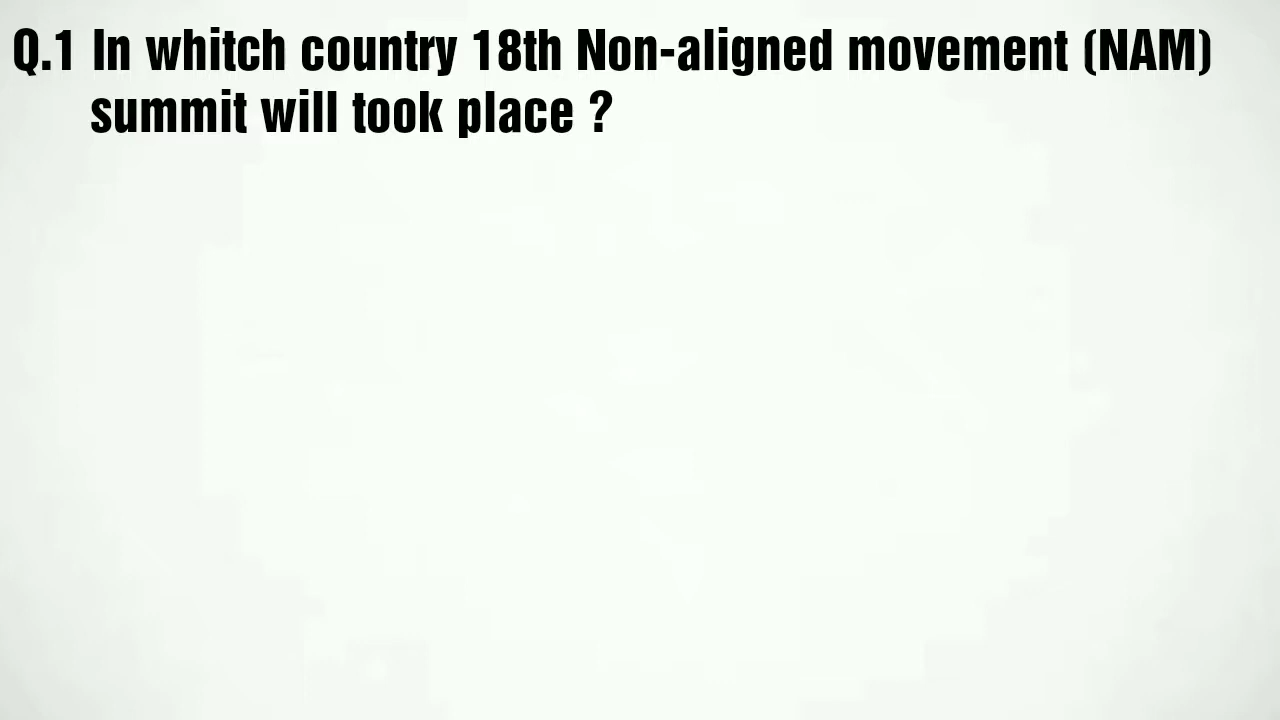 Q.1 In whitch country 18th Non-aligned movement (NAM)
summit will took place ?